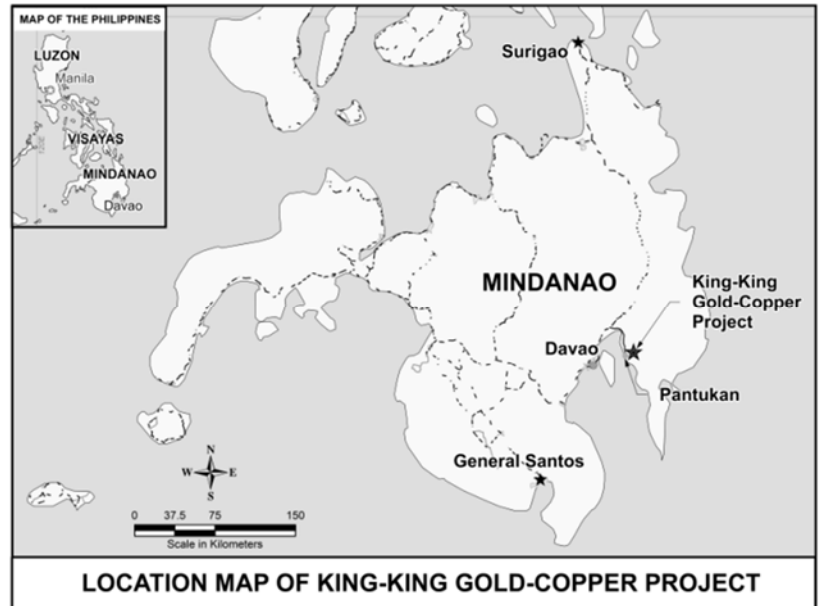 MAP OF THE PHILIPPINES
LUZON
Manila
VISAYAS
MINDANAO
Davao
Surigao
MINDANAO
King-King
Gold-Copper
Project
Davao
Pantukan
General Santos
N
W E
S
0 37.5 75 150
Scale in Kilometers
LOCATION MAP OF KING-KING GOLD-COPPER PROJECT